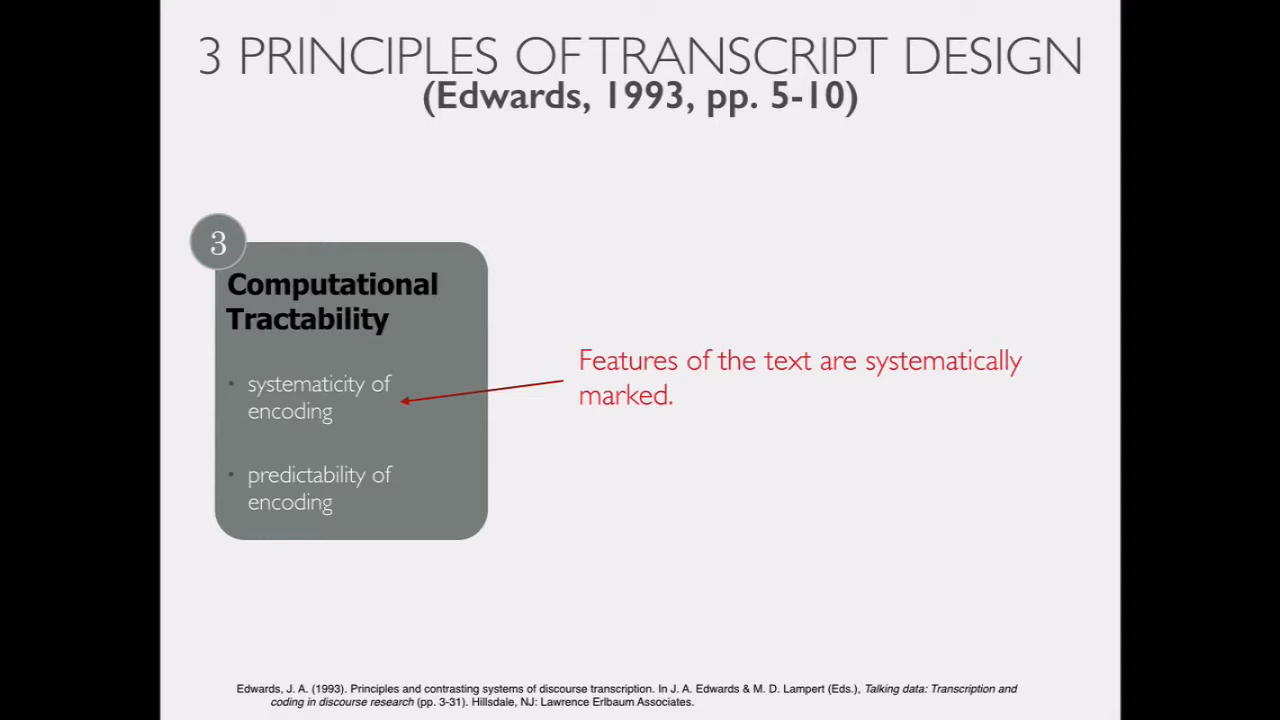 3 PRINCIPLES OF TRANSCRIPT DESIGN
(Edwards, 1993, pp. 5-10)
3
Computational
Tractability
• systematicity of
encoding
• predictability of
encoding
Features of the text are systematically
marked.
Edwards, J. A. (1993). Principles and contrasting systems of discourse transcription. In J. A. Edwards & M. D. Lampert (Eds.), Talking data: Transcription and
coding in discourse research (pp. 3-31). Hillsdale, NJ: Lawrence Erlbaum Associates.